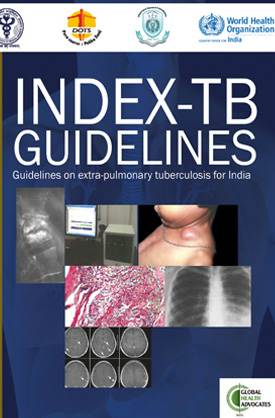 DOTS
World Health
Organization
COUNTRY OFFICE FOR India
INDEX-TB
GUIDELINES
Guidelines on extra-pulmonary tuberculosis for India
GLOBAL
HEALTH
ADVOCATES